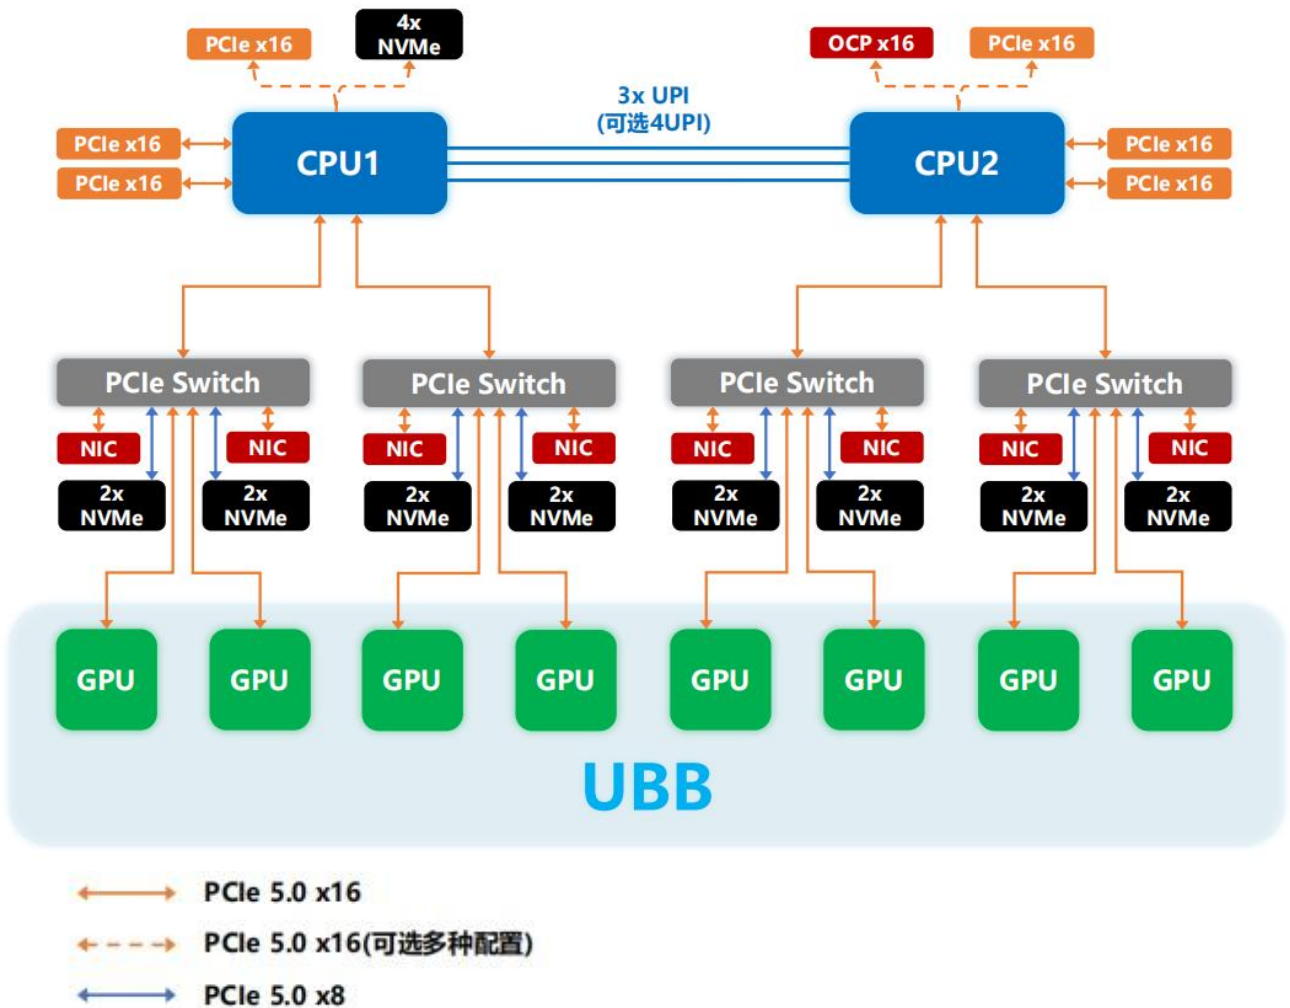 PCIe x16
4x
NVMe
OCP x16
PCIe x16
3x UPI
(可选4UPI)
PCIe x16
PCIe x16
CPU1
CPU2
PCIe x16
PCIe x16
PCIe Switch
PCIe Switch
PCIe Switch
PCIe Switch
NIC
NIC
NIC
NIC
NIC
NIC
NIC
NIC
2x
NVMe
2x
NVMe
2x
NVMe
2x
NVMe
2x
NVMe
2x
NVMe
2x
NVMe
2x
NVMe
GPU
GPU
GPU
GPU
GPU
GPU
GPU
GPU
UBB
PCIe 5.0 x16
PCIe 5.0 x16(可选多种配置)
PCIe 5.0 x8